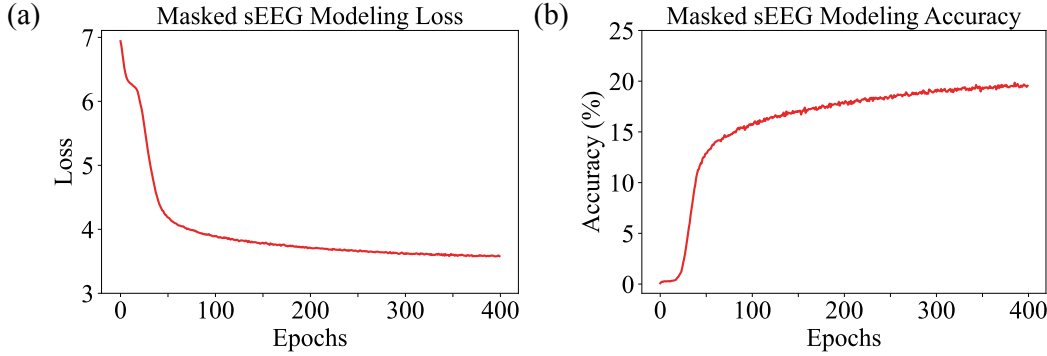 (a)
Masked sEEG Modeling Loss
7
6
5
4
3
Loss
0
100
200
300
400
Epochs
(b)
Masked sEEG Modeling Accuracy
25
20
15
10
5
0
Accuracy (%)
0
100
200
300
400
Epochs